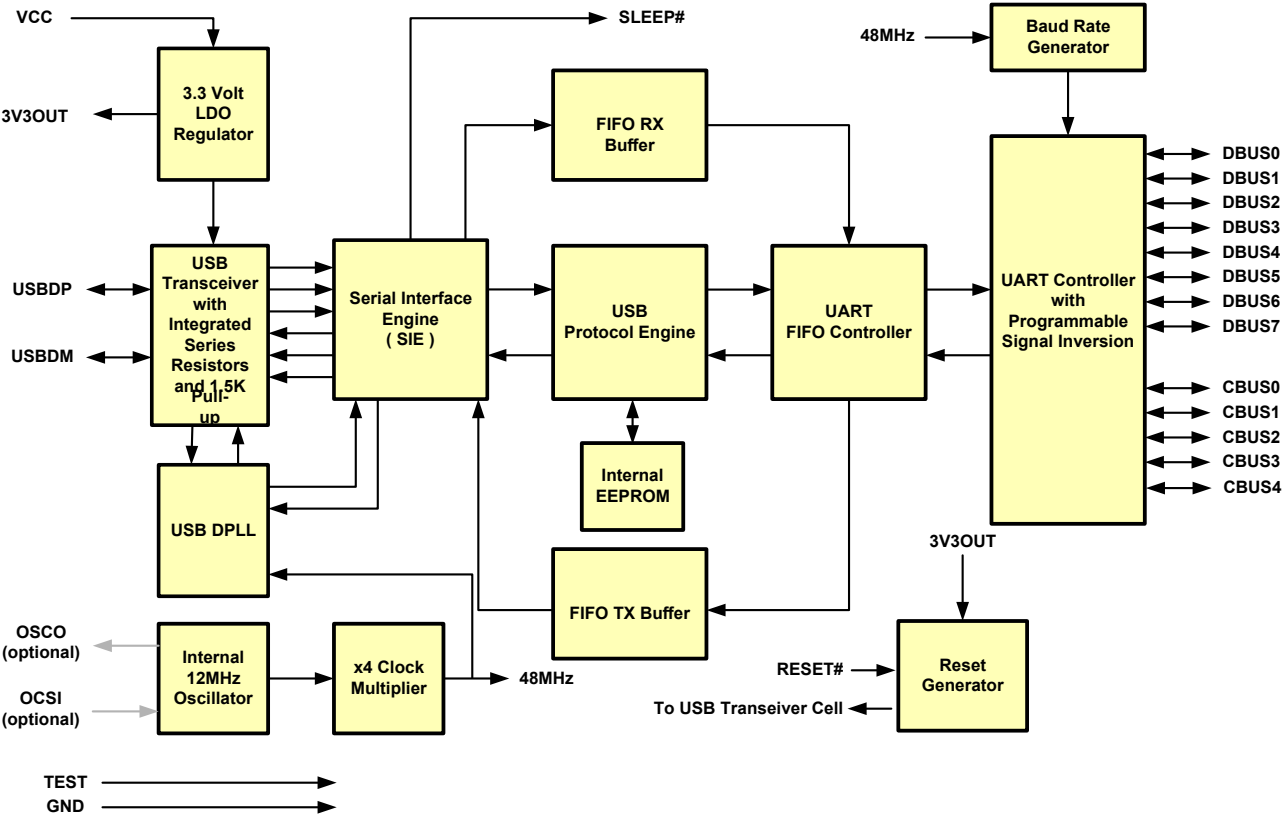 VCC
SLEEP#
48MHz
Baud Rate
Generator
3.3 Volt
LDO
Regulator
3V3OUT
FIFO RX
Buffer
DBUS0
DBUS1
DBUS2
DBUS3
DBUS4
DBUS5
DBUS6
DBUS7
USBDP
USBDM
USB
Transceiver
with
Integrated
Series
Resistors
and 1.5K
Pull-
up
Serial Interface
Engine
( SIE )
USB
Protocol Engine
UART
FIFO Controller
UART Controller
with
Programmable
Signal Inversion
CBUS0
CBUS1
CBUS2
CBUS3
CBUS4
Internal
EEPROM
USB DPLL
3V3OUT
FIFO TX Buffer
OSCO
(optional)
OCSI
(optional)
Internal
12MHz
Oscillator
x4 Clock
Multiplier
48MHz
RESET#
Reset
Generator
To USB Transeiver Cell
TEST
GND